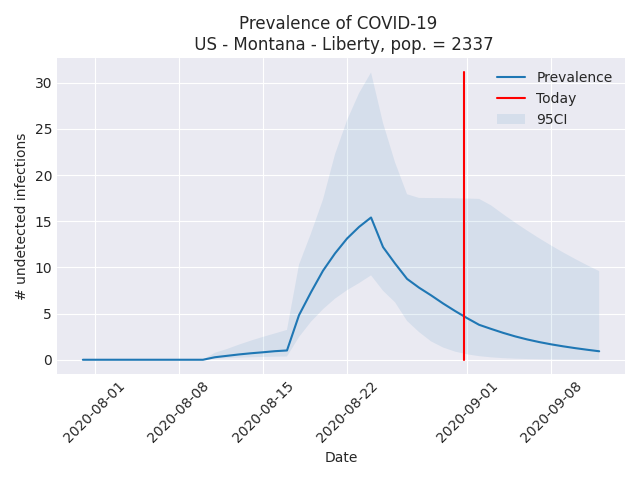 Prevalence of COVID-19
US - Montana - Liberty, pop. = 2337
Prevalence
Today
95CI
# undetected infections
30
25
20
15
10
5
0
2020-08-01
2020-08-08
2020-08-15
2020-08-22
2020-09-01
2020-09-08
Date